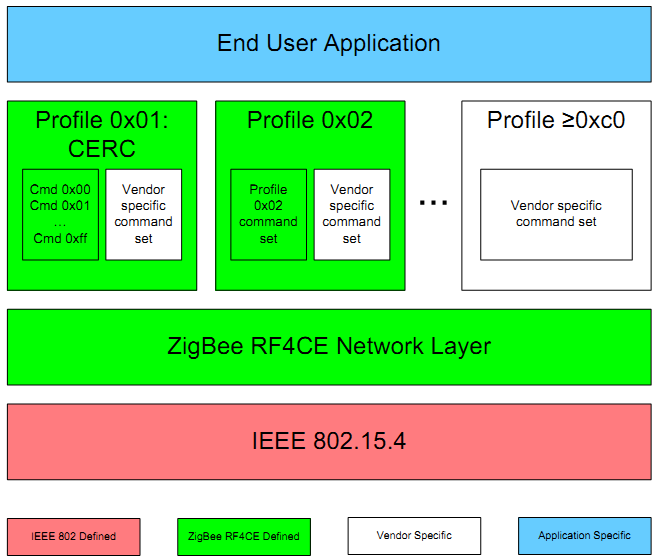 End User Application
Profile 0x01:
CERC
Cmd 0x00
Cmd 0x01
...
Cmd 0xff
Vendor
specific
command
set
Profile 0x02
Profile
0x02
command
set
Vendor
specific
command
set
...
Profile ≥0xc0
Vendor specific
command set
ZigBee RF4CE Network Layer
IEEE 802.15.4
IEEE 802 Defined
ZigBee RF4CE Defined
Vendor Specific
Application Specific